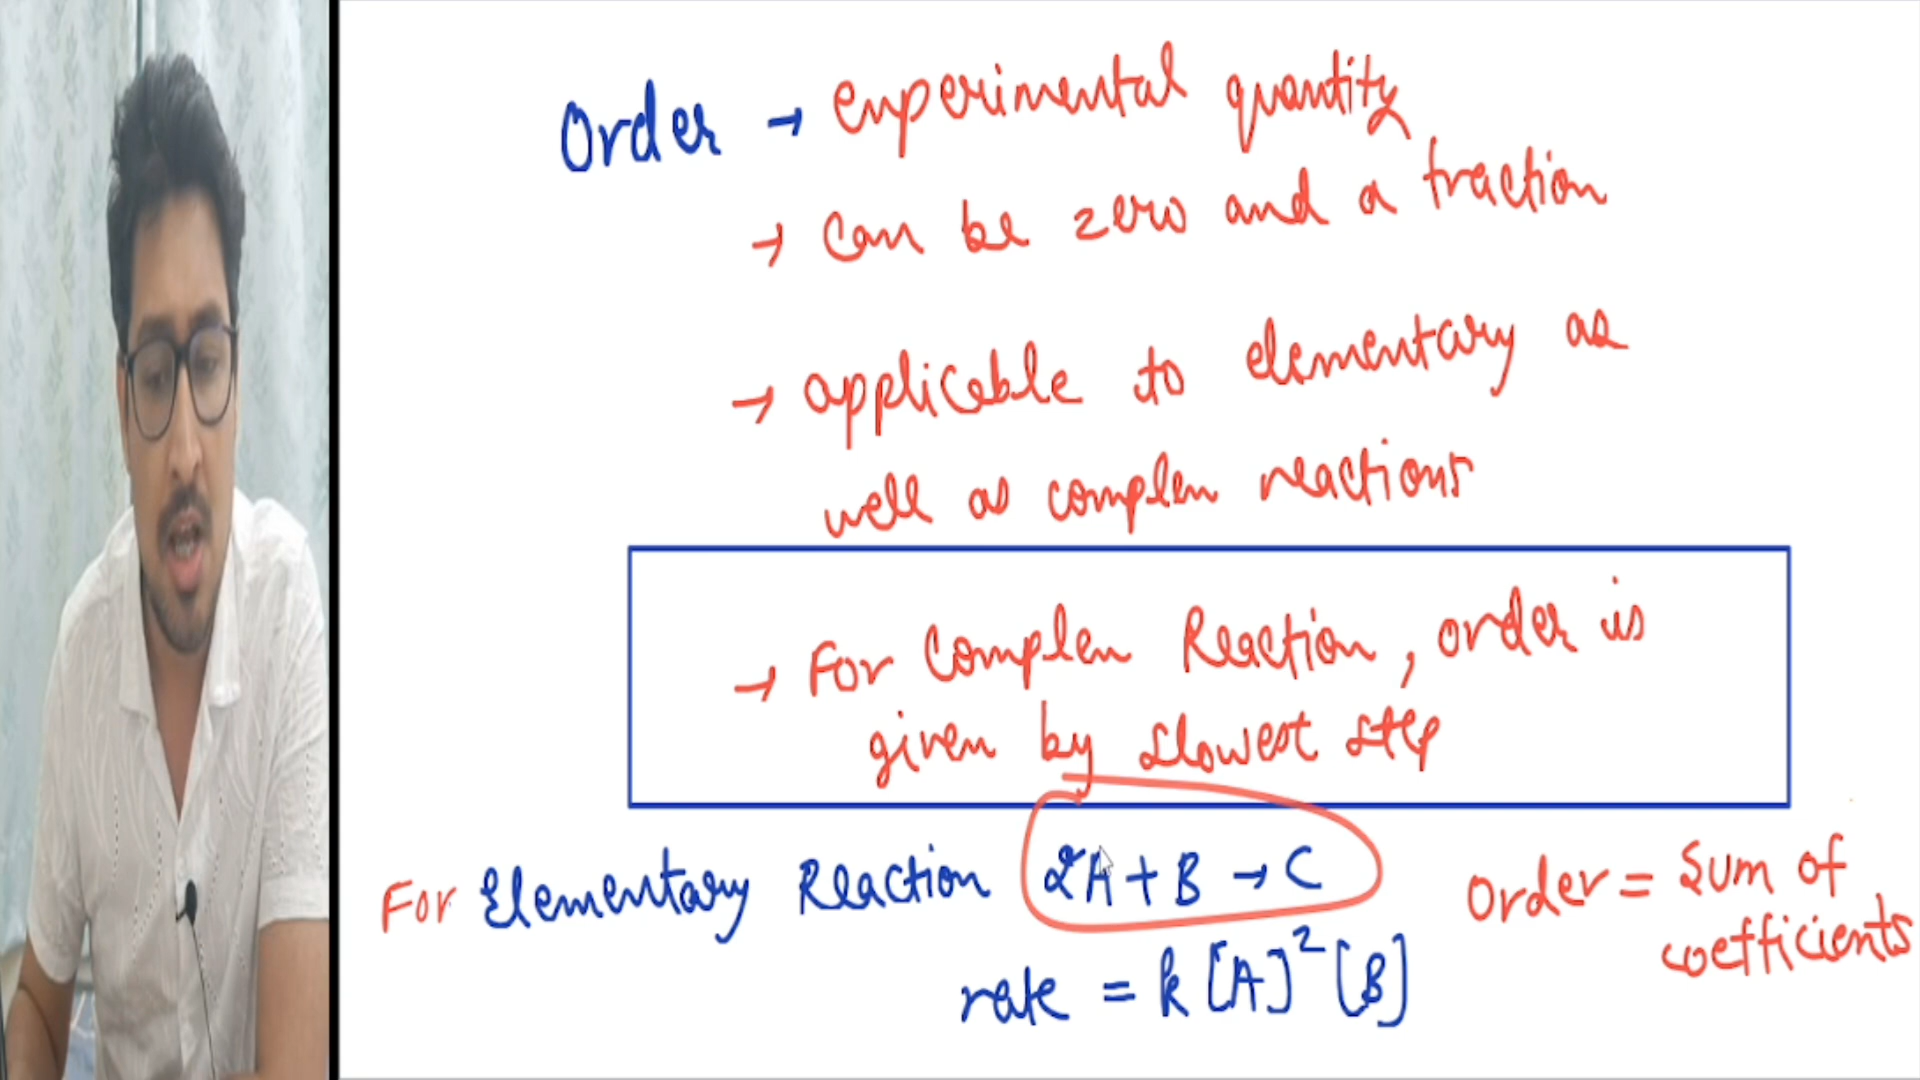 Order → experimental quantity
→ can be zero and a fraction
→ applicable to elementary as
well as complex reactions
→ For Complex Reaction, order is
given by slowest step
For Elementary Reaction 2A + B → C
rate = k [A]² [B]
Order = Sum of
coefficients